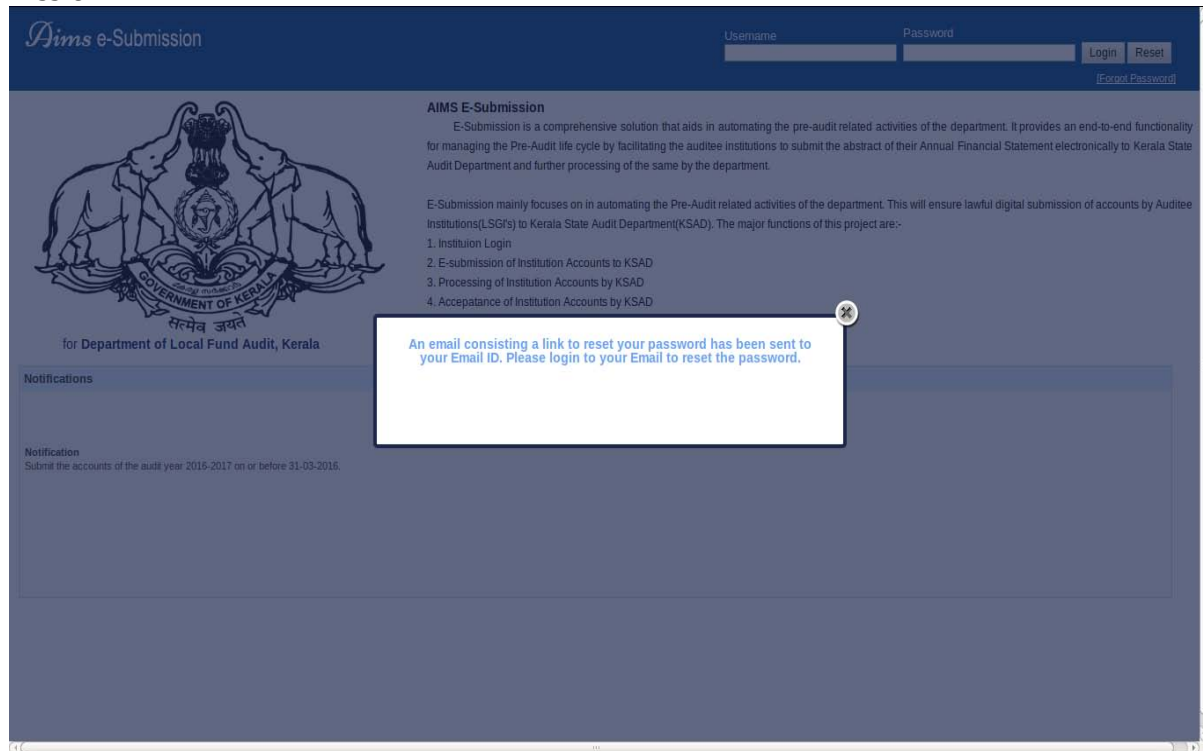 Aims e-Submission
Username
Password
Login Reset
[Forgot Password]
GOVERNMENT OF KERALA
सत्यमेव जयते
for Department of Local Fund Audit, Kerala
AIMS E-Submission
E-Submission is a comprehensive solution that aids in automating the pre-audit related activities of the department. It provides an end-to-end functionality
for managing the Pre-Audit life cycle by facilitating the auditee institutions to submit the abstract of their Annual Financial Statement electronically to Kerala State
Audit Department and further processing of the same by the department.
E-Submission mainly focuses on in automating the Pre-Audit related activities of the department. This will ensure lawful digital submission of accounts by Auditee
Institutions(LSGI's) to Kerala State Audit Department(KSAD). The major functions of this project are:-
1. Instituion Login
2. E-submission of Institution Accounts to KSAD
3. Processing of Institution Accounts by KSAD
4. Accepatance of Institution Accounts by KSAD
An email consisting a link to reset your password has been sent to
your Email ID. Please login to your Email to reset the password.
Notifications
Notification
Submit the accounts of the audit year 2016-2017 on or before 31-03-2016.